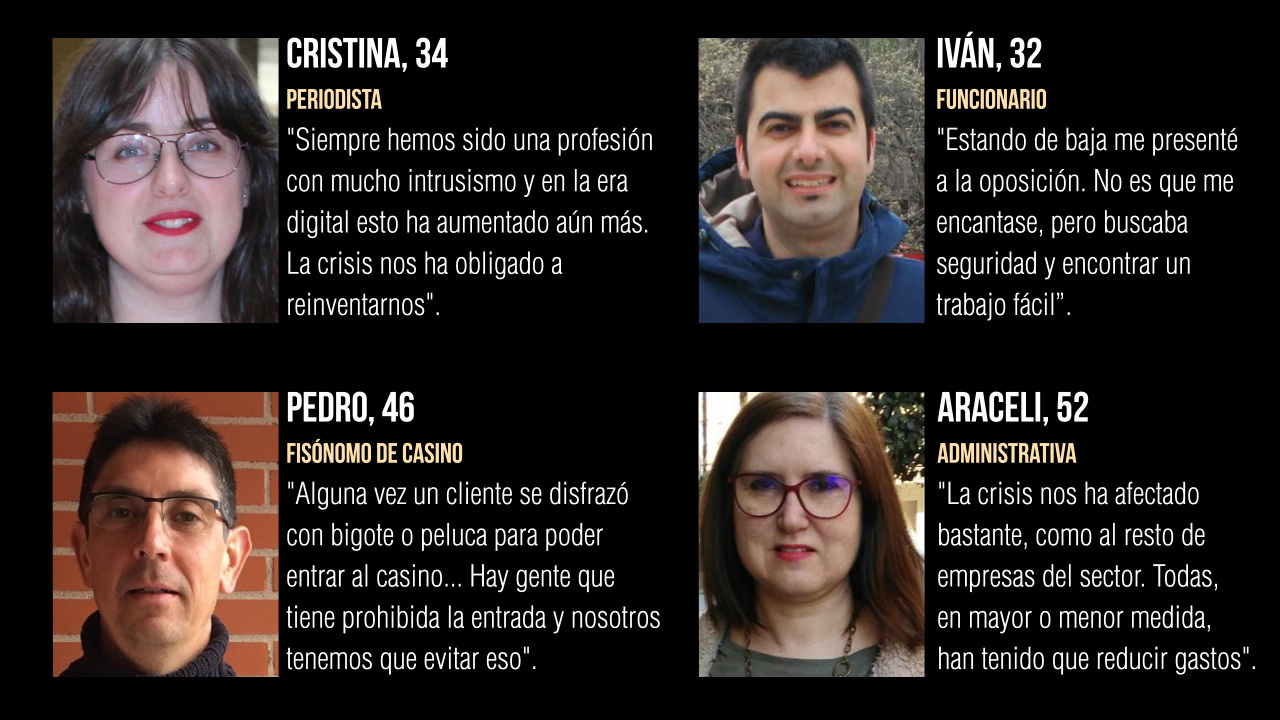 CRISTINA, 34
PERIODISTA
"Siempre hemos sido una profesión
con mucho intrusismo y en la era
digital esto ha aumentado aún más.
La crisis nos ha obligado a
reinventarnos".
IVÁN, 32
FUNCIONARIO
"Estando de baja me presenté
a la oposición. No es que me
encantase, pero buscaba
seguridad y encontrar un
trabajo fácil”.
PEDRO, 46
FISÓNOMO DE CASINO
"Alguna vez un cliente se disfrazó
con bigote o peluca para poder
entrar al casino... Hay gente que
tiene prohibida la entrada y nosotros
tenemos que evitar eso".
ARACELI, 52
ADMINISTRATIVA
"La crisis nos ha afectado
bastante, como al resto de
empresas del sector. Todas,
en mayor o menor medida,
han tenido que reducir gastos".